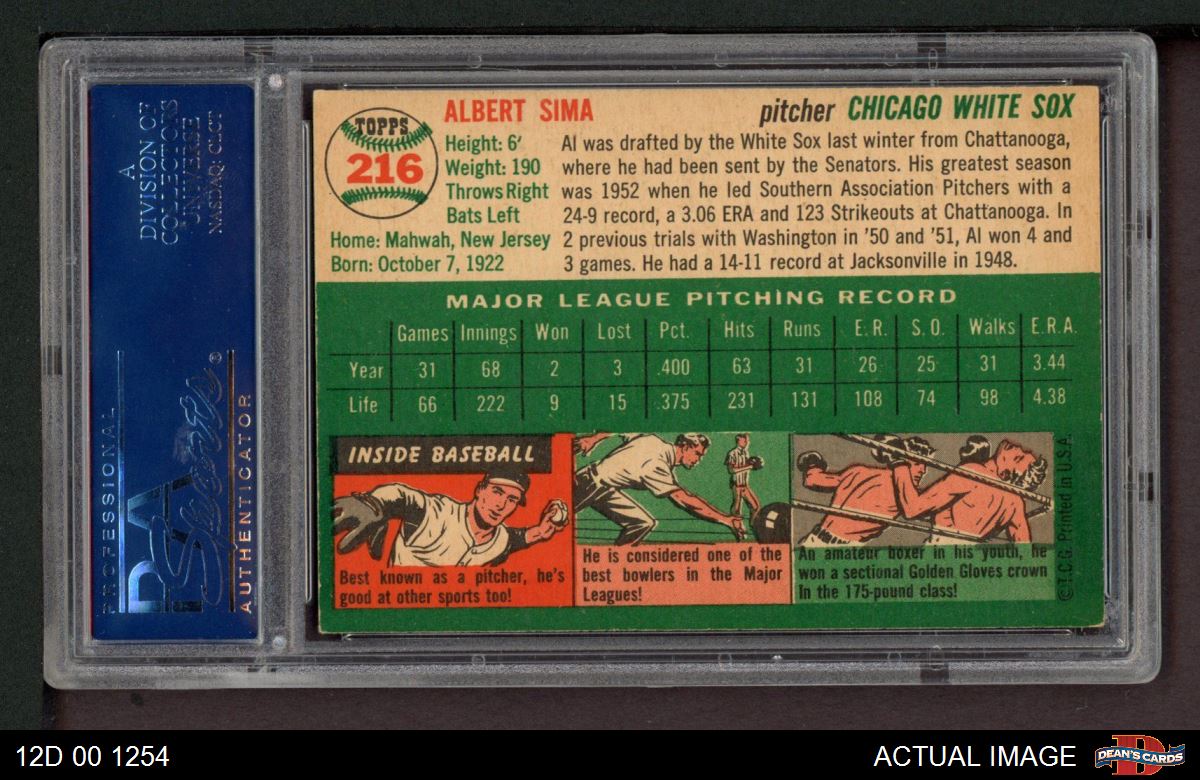 A
DIVISION OF
COLLECTORS
UNIVERSE
NASDAQ: CLCT
PROFESSIONAL
PSA
Sports®
AUTHENTICATOR
TOPPS
216
ALBERT SIMA
pitcher CHICAGO WHITE SOX
Height: 6'
Weight: 190
Throws Right
Bats Left
Home: Mahwah, New Jersey
Born: October 7, 1922
Al was drafted by the White Sox last winter from Chattanooga,
where he had been sent by the Senators. His greatest season
was 1952 when he led Southern Association Pitchers with a
24-9 record, a 3.06 ERA and 123 Strikeouts at Chattanooga. In
2 previous trials with Washington in '50 and '51, Al won 4 and
3 games. He had a 14-11 record at Jacksonville in 1948.
MAJOR LEAGUE PITCHING RECORD
Games Innings Won Lost Pct. Hits Runs E.R. S.O. Walks E.R.A.
Year 31 68 2 3 .400 63 31 26 25 31 3.44
Life 66 222 9 15 .375 231 131 108 74 98 4.38
INSIDE BASEBALL
Best known as a pitcher, he's
good at other sports too!
He is considered one of the
best bowlers in the Major
Leagues!
An amateur boxer in his youth, he
won a sectional Golden Gloves crown
In the 175-pound class!
©T.C.G. Printed in U.S.A.
12D 00 1254
ACTUAL IMAGE
D
DEAN'S CARDS